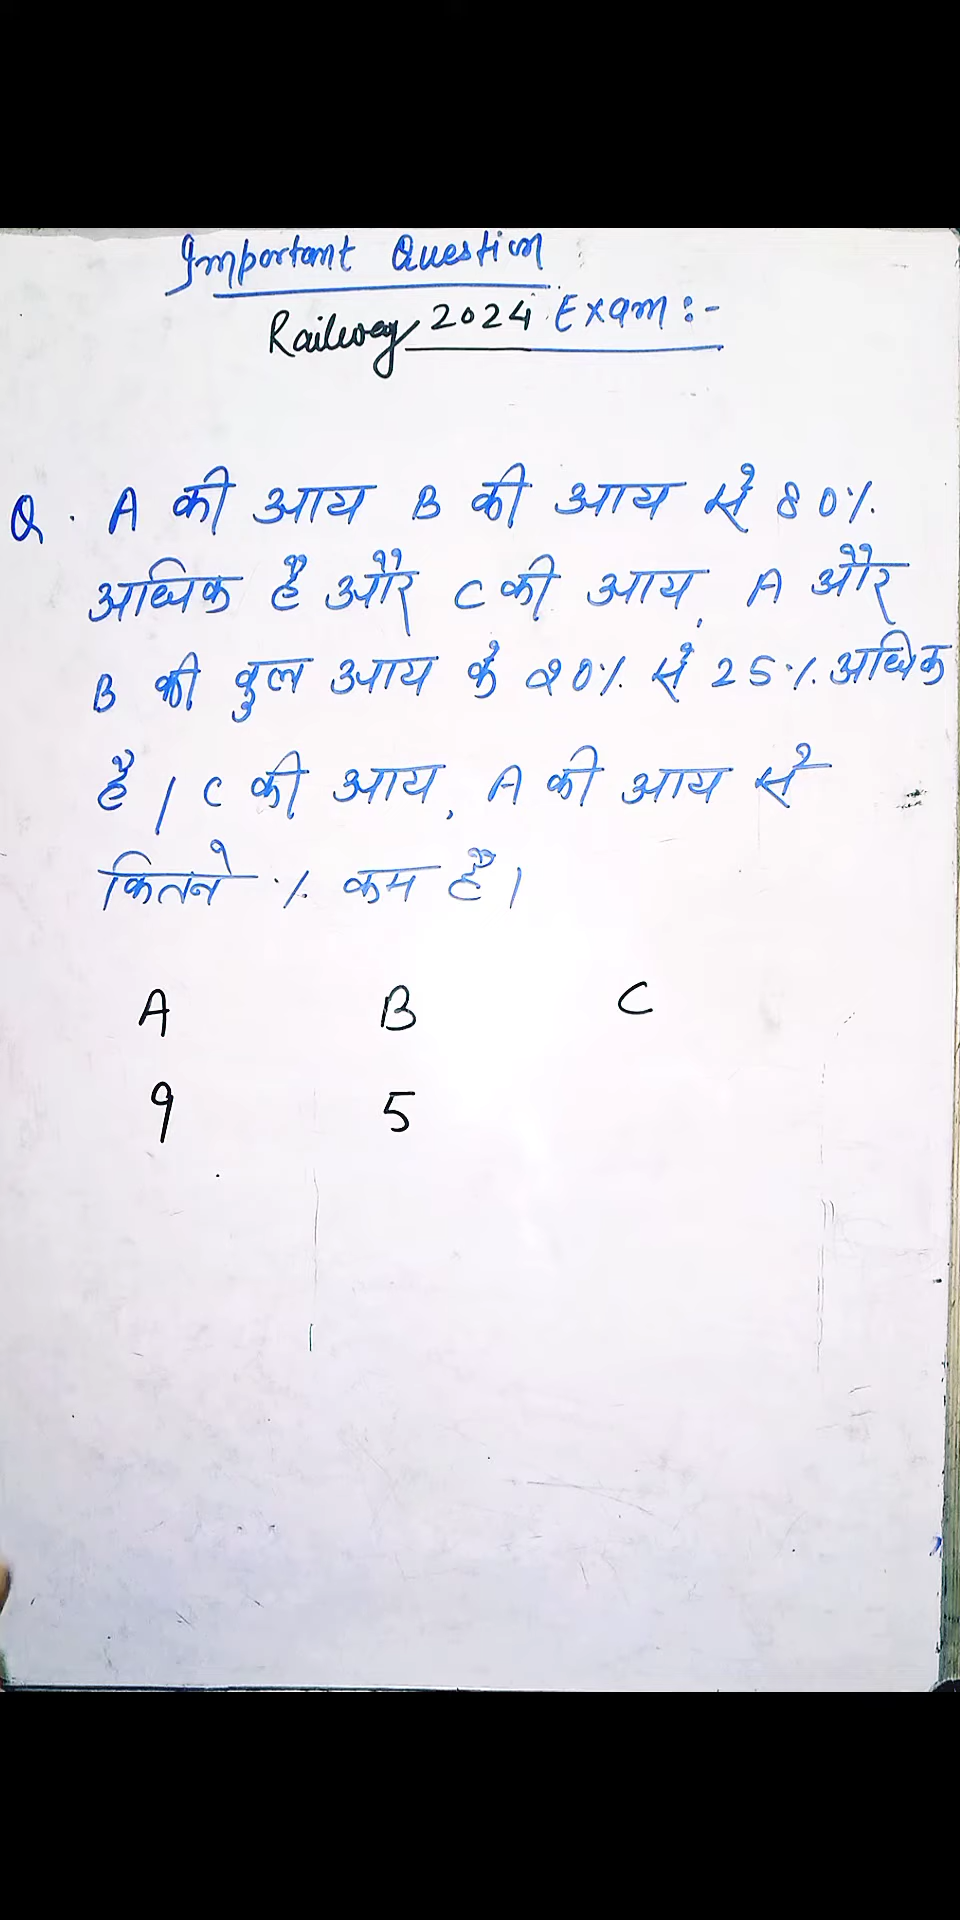 Important Question
Railway 2024 Exam :-
Q. A की आय B की आय से 80%
अधिक है और C की आय, A और
B की कुल आय के 20% से 25% अधिक
है। C की आय, A की आय से
कितने % कम है।
A B C
9 5